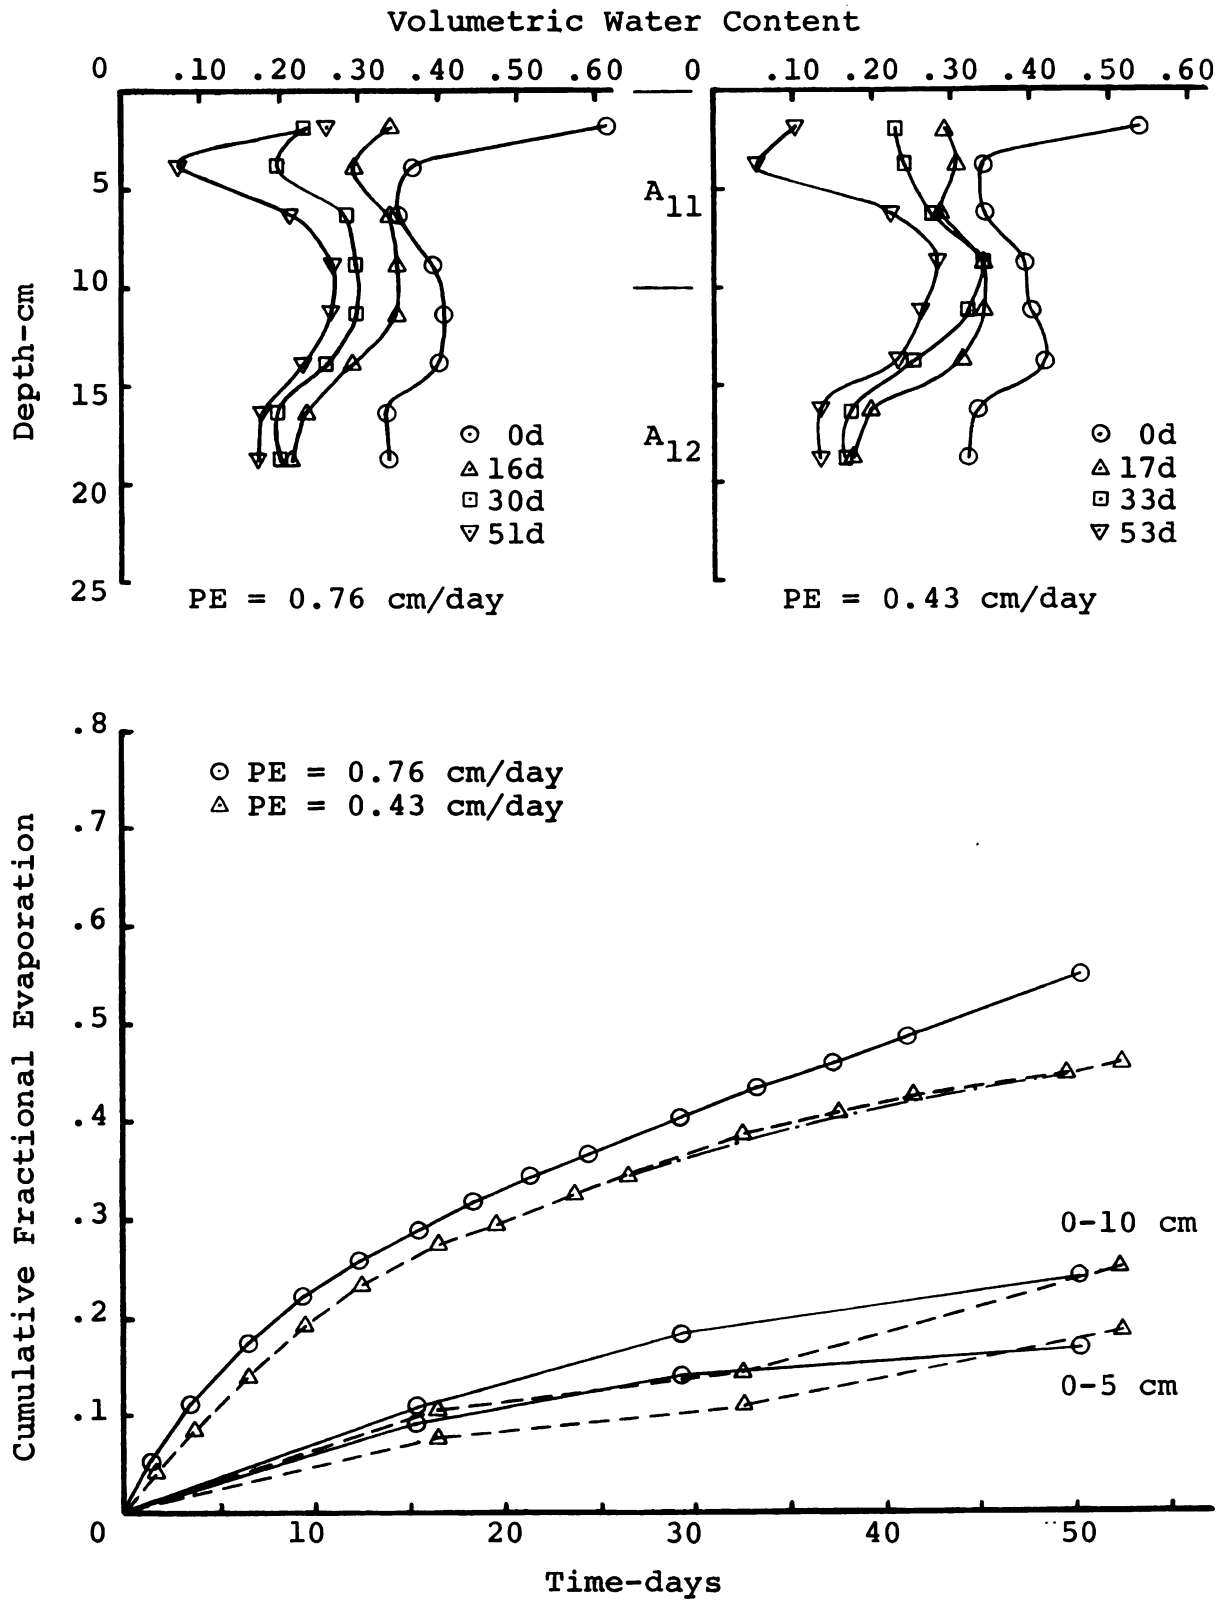 Volumetric Water Content
0 .10 .20 .30 .40 .50 .60 0 .10 .20 .30 .40 .50 .60
5
A11
10
Depth-cm
15
A12
0d
16d
30d
51d
0d
17d
33d
53d
20
25
PE = 0.76 cm/day
PE = 0.43 cm/day
.8
PE = 0.76 cm/day
PE = 0.43 cm/day
.7
.6
.5
.4
.3
.2
.1
Cumulative Fractional Evaporation
0-10 cm
0-5 cm
0 10 20 30 40 50
Time-days